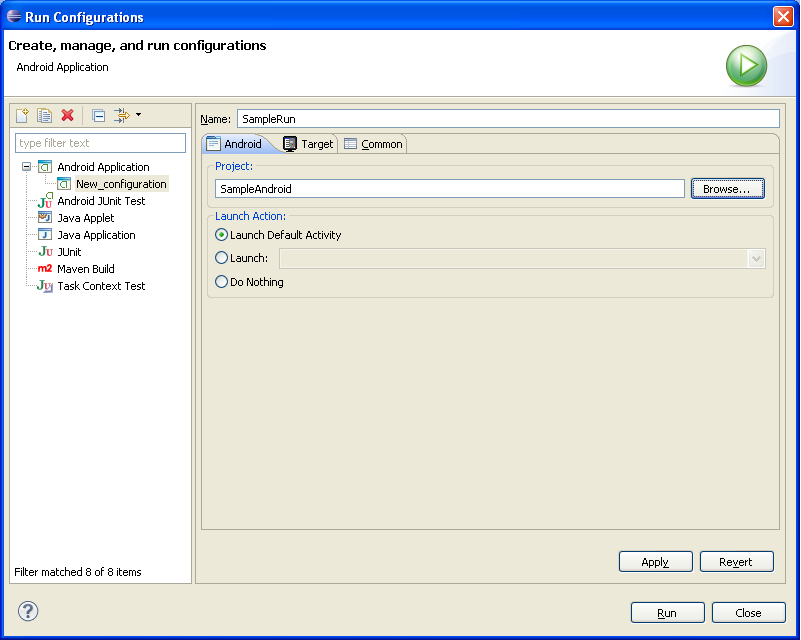 Run Configurations
Create, manage, and run configurations
Android Application
type filter text
Android Application
New_configuration
Android JUnit Test
Java Applet
Java Application
JUnit
m2 Maven Build
Task Context Test
Filter matched 8 of 8 items
Name: SampleRun
Android Target Common
Project:
SampleAndroid Browse...
Launch Action:
Launch Default Activity
Launch:
Do Nothing
Apply Revert
Run Close